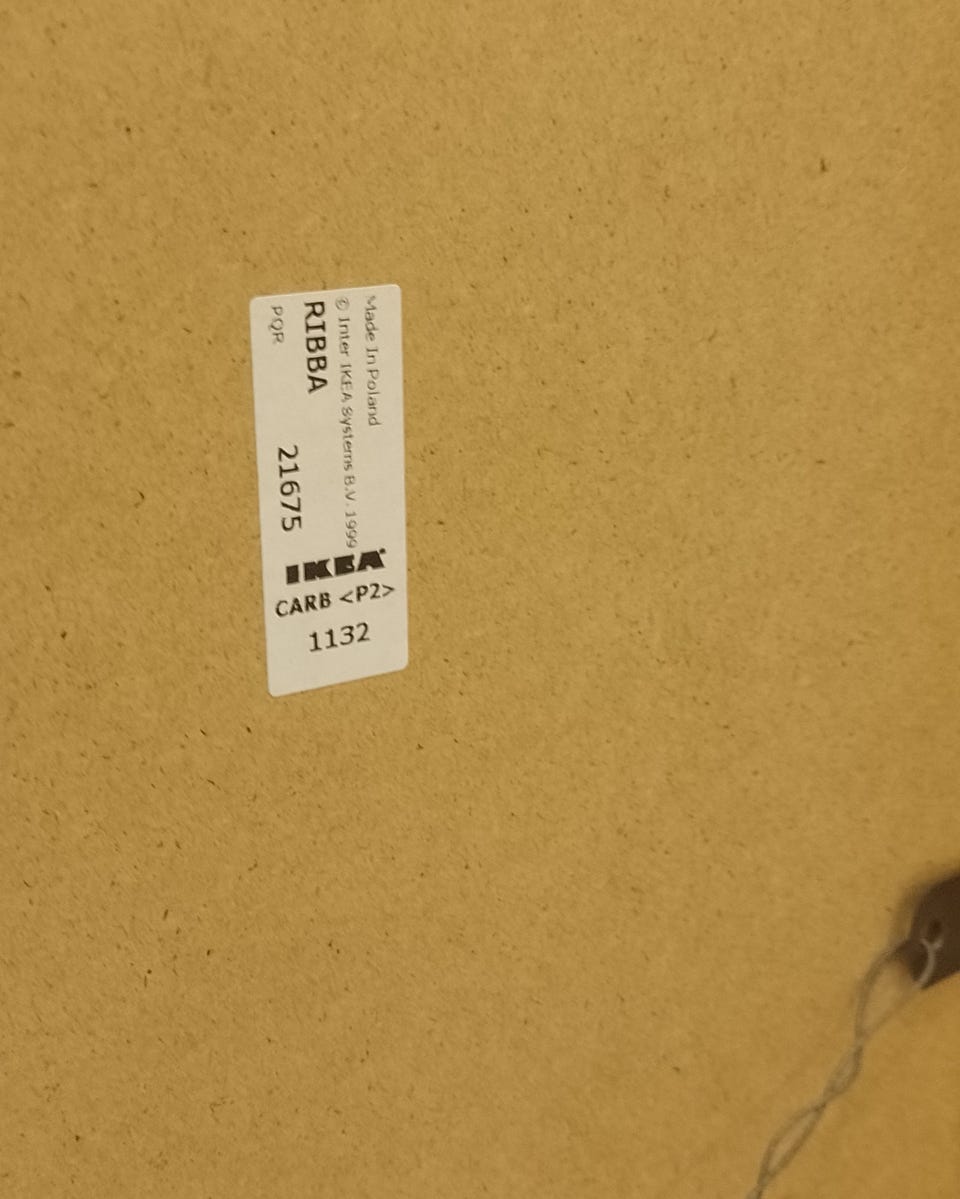 Made In Poland
© Inter IKEA Systems B.V. 1999
RIBBA
PQR
21675
IKEA
CARB <P2>
1132